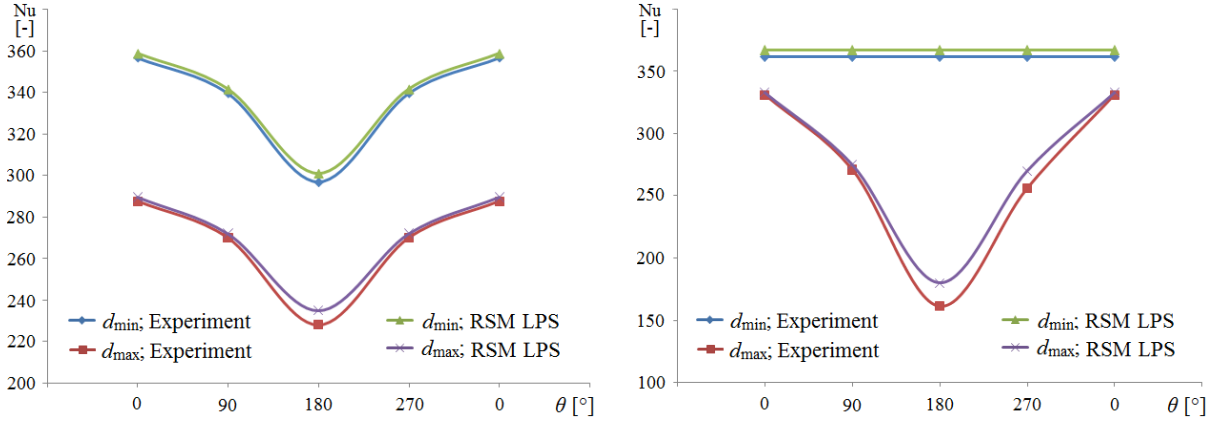 Nu
[-]
360
340
320
300
280
260
240
220
200
0 90 180 270 0 θ [°]
dmin; Experiment dmin; RSM LPS
dmax; Experiment dmax; RSM LPS
Nu
[-]
350
300
250
200
150
100
0 90 180 270 0 θ [°]
dmin; Experiment dmin; RSM LPS
dmax; Experiment dmax; RSM LPS